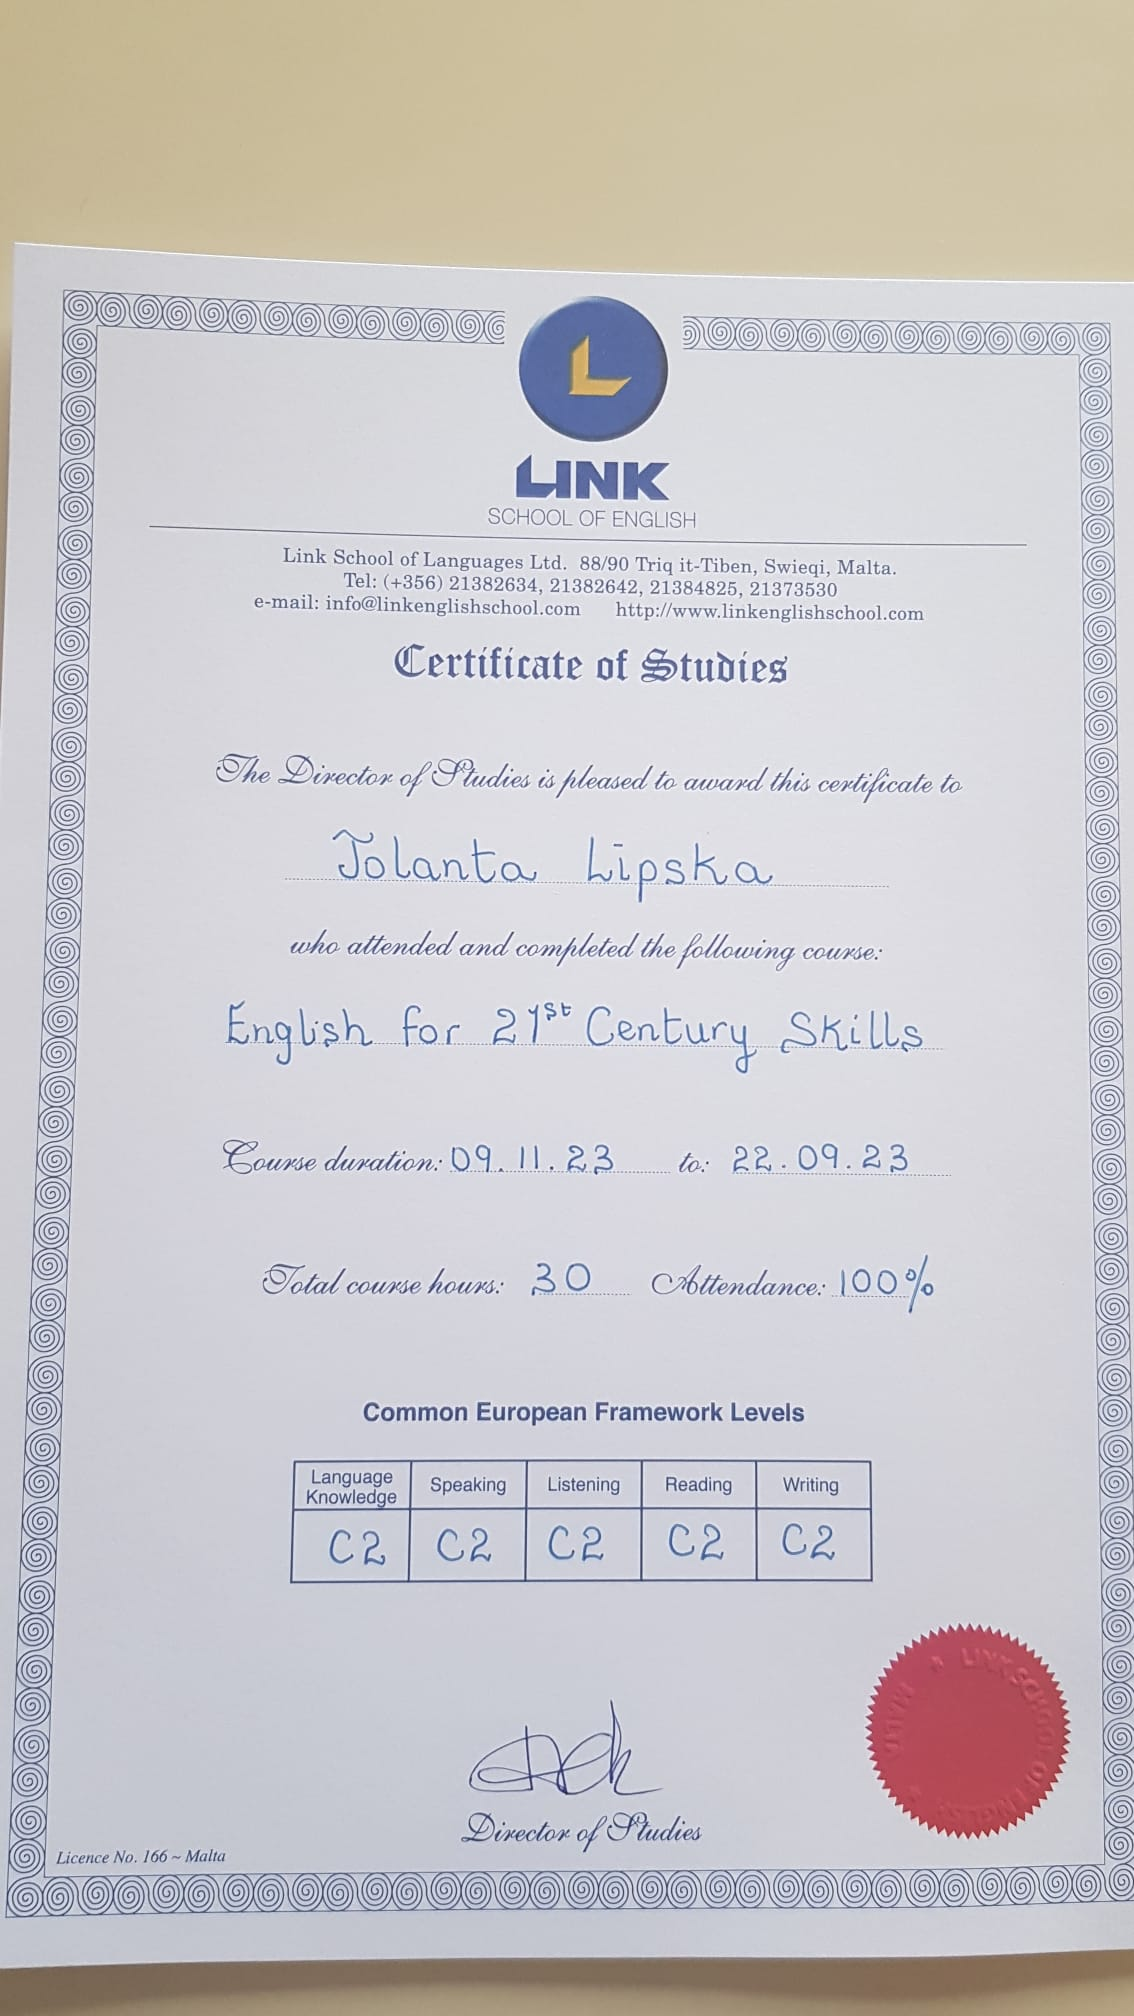 L
LINK
SCHOOL OF ENGLISH
Link School of Languages Ltd. 88/90 Triq it-Tiben, Swieqi, Malta.
Tel: (+356) 21382634, 21382642, 21384825, 21373530
e-mail: info@linkenglishschool.com http://www.linkenglishschool.com
Certificate of Studies
The Director of Studies is pleased to award this certificate to
Jolanta Lipska
who attended and completed the following course:
English for 21st Century Skills
Course duration: 09.11.23 to: 22.09.23
Total course hours: 30 Attendance: 100%
Common European Framework Levels
Language Knowledge Speaking Listening Reading Writing
C2 C2 C2 C2 C2
LINK SCHOOL OF ENGLISH MALTA
Director of Studies
Licence No. 166 ~ Malta